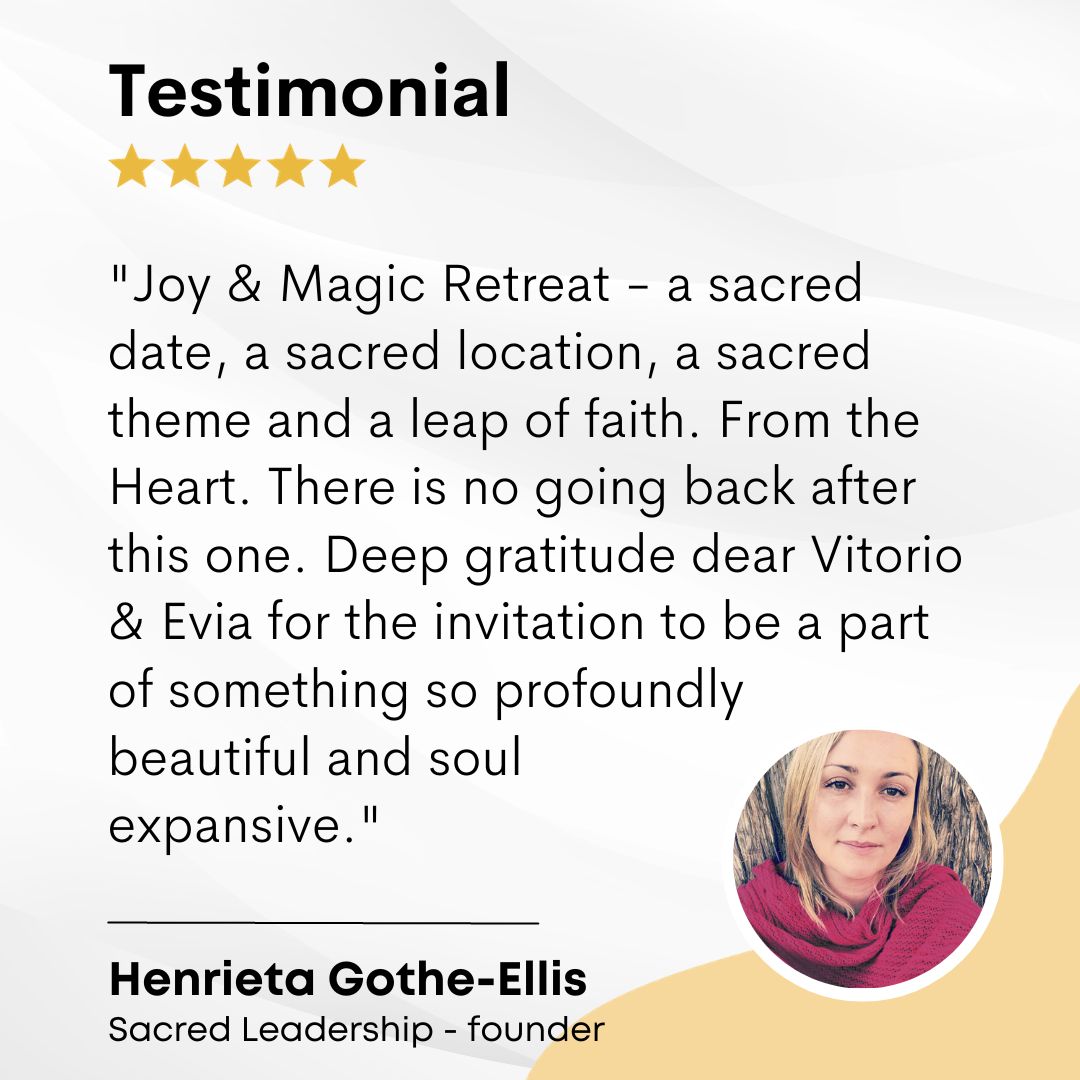 Testimonial
"Joy & Magic Retreat - a sacred
date, a sacred location, a sacred
theme and a leap of faith. From the
Heart. There is no going back after
this one. Deep gratitude dear Vitorio
& Evia for the invitation to be a part
of something so profoundly
beautiful and soul
expansive."
Henrieta Gothe-Ellis
Sacred Leadership - founder